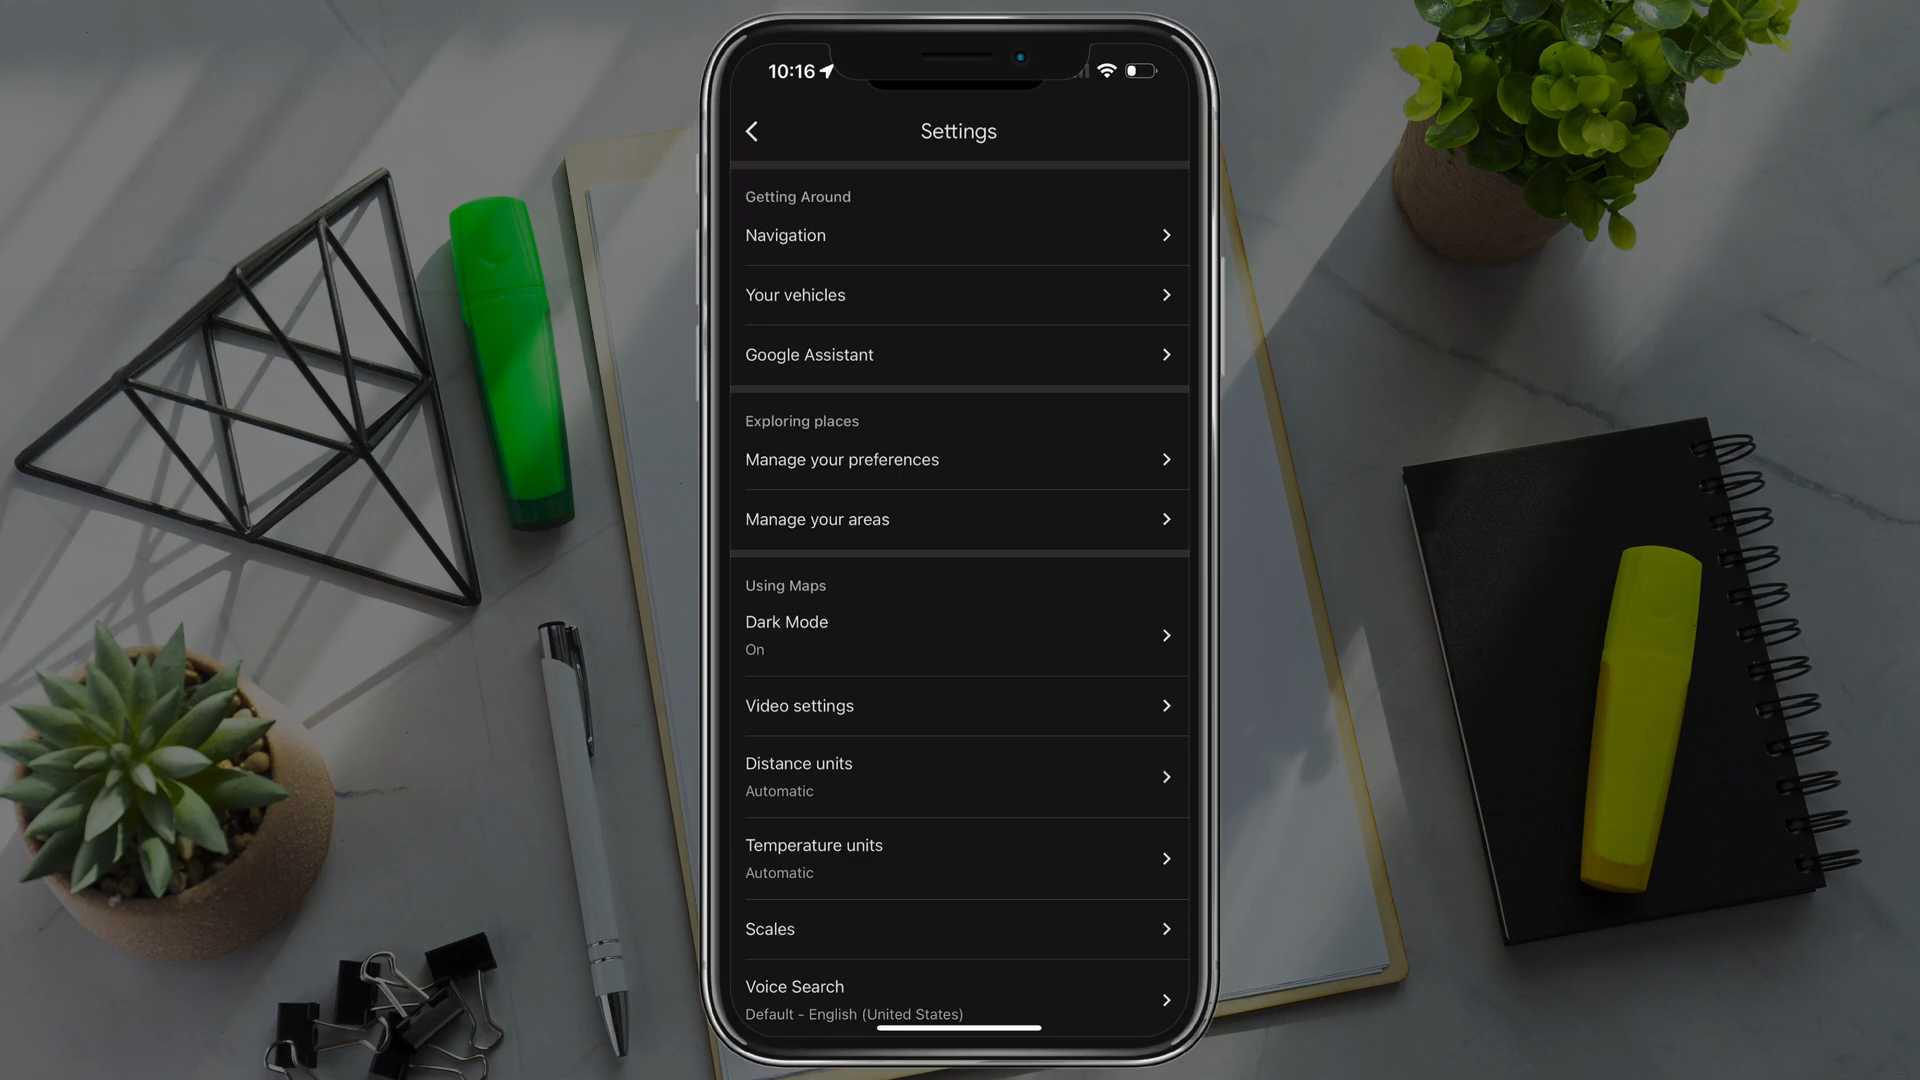 10:16
Settings
Getting Around
Navigation
Your vehicles
Google Assistant
Exploring places
Manage your preferences
Manage your areas
Using Maps
Dark Mode
On
Video settings
Distance units
Automatic
Temperature units
Automatic
Scales
Voice Search
Default - English (United States)